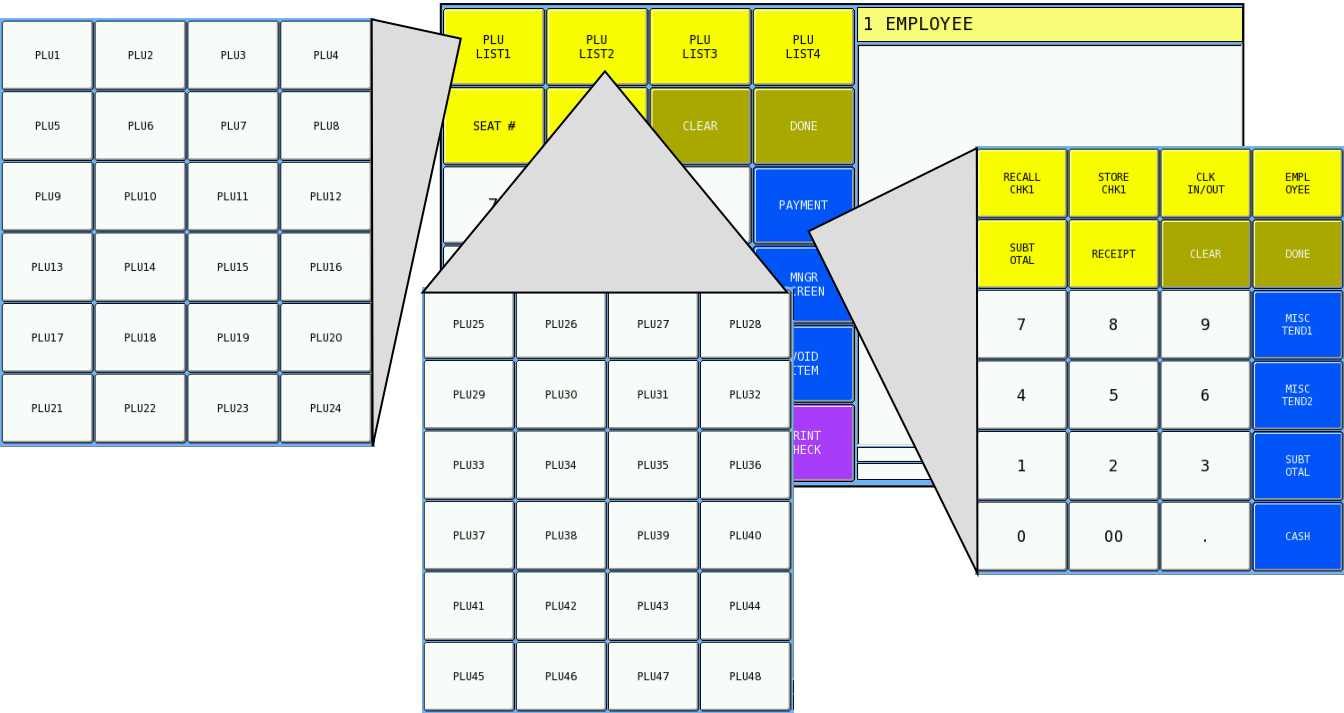 PLU1 PLU2 PLU3 PLU4
PLU5 PLU6 PLU7 PLU8
PLU9 PLU10 PLU11 PLU12
PLU13 PLU14 PLU15 PLU16
PLU17 PLU18 PLU19 PLU20
PLU21 PLU22 PLU23 PLU24
PLU PLU PLU PLU
LIST1 LIST2 LIST3 LIST4
SEAT # CLEAR DONE
PAYMENT
MNGR
VOID
1 EMPLOYEE
PLU25 PLU26 PLU27 PLU28
PLU29 PLU30 PLU31 PLU32
PLU33 PLU34 PLU35 PLU36
PLU37 PLU38 PLU39 PLU40
PLU41 PLU42 PLU43 PLU44
PLU45 PLU46 PLU47 PLU48
RECALL STORE CLK EMPL
CHK1 CHK1 IN/OUT OYEE
SUBT RECEIPT CLEAR DONE
OTAL
7 8 9 MISC
TEND1
4 5 6 MISC
TEND2
1 2 3 SUBT
OTAL
0 00 . CASH